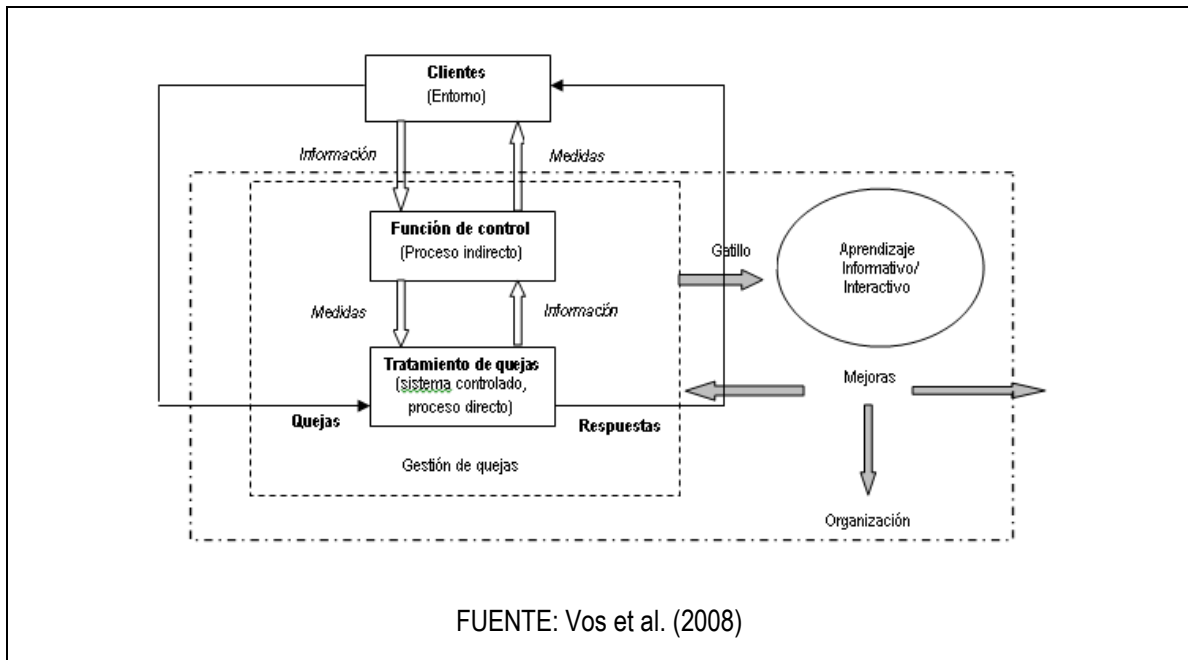 Clientes
(Entorno)
Información
Medidas
Función de control
(Proceso indirecto)
Gatillo
Aprendizaje
Informativo/
Interactivo
Medidas
Información
Tratamiento de quejas
(sistema controlado,
proceso directo)
Mejoras
Quejas
Respuestas
Gestión de quejas
Organización
FUENTE: Vos et al. (2008)